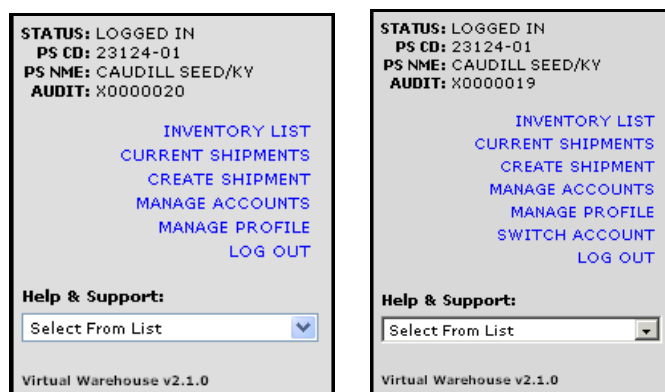 STATUS: LOGGED IN
PS CD: 23124-01
PS NME: CAUDILL SEED/KY
AUDIT: X0000020
INVENTORY LIST
CURRENT SHIPMENTS
CREATE SHIPMENT
MANAGE ACCOUNTS
MANAGE PROFILE
LOG OUT
Help & Support:
Select From List
Virtual Warehouse v2.1.0
STATUS: LOGGED IN
PS CD: 23124-01
PS NME: CAUDILL SEED/KY
AUDIT: X0000019
INVENTORY LIST
CURRENT SHIPMENTS
CREATE SHIPMENT
MANAGE ACCOUNTS
MANAGE PROFILE
SWITCH ACCOUNT
LOG OUT
Help & Support:
Select From List
Virtual Warehouse v2.1.0